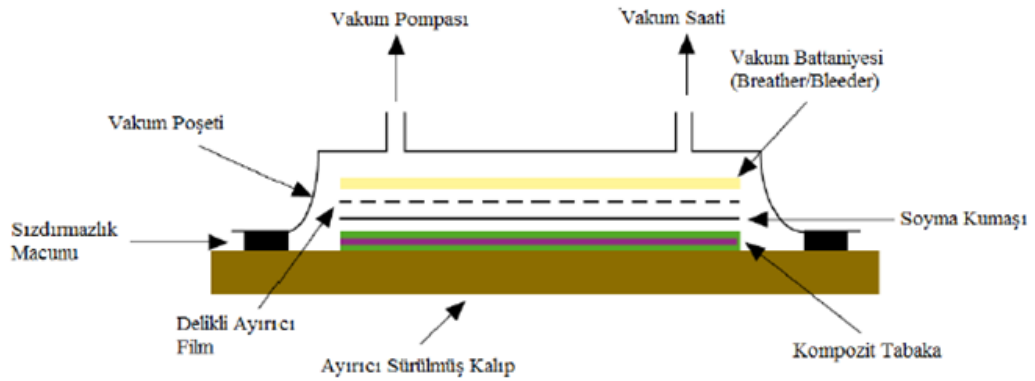 Vakum Pompası
Vakum Saati
Vakum Battaniyesi
(Breather/Bleeder)
Vakum Poşeti
Sızdırmazlık
Macunu
Soyma Kumaşı
Delikli Ayırıcı
Film
Ayırıcı Sürülmüş Kalıp
Kompozit Tabaka